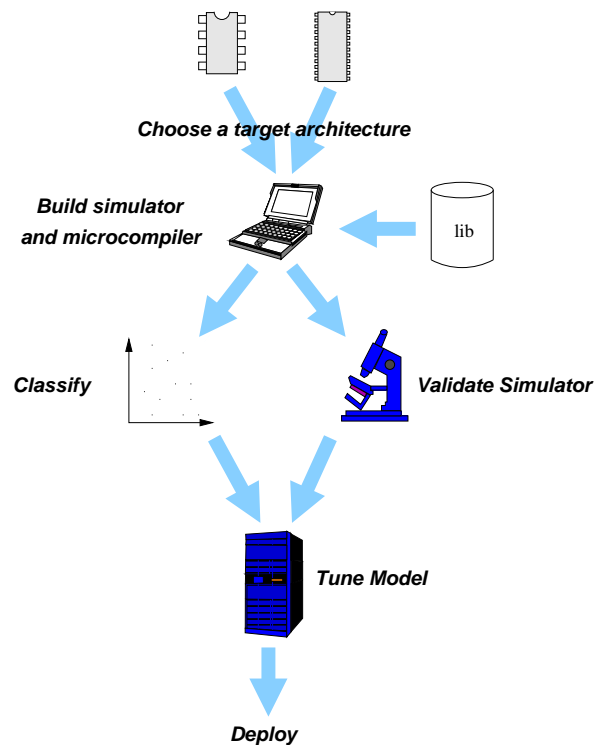 Choose a target architecture
Build simulator
and microcompiler
lib
Classify
Validate Simulator
Tune Model
Deploy